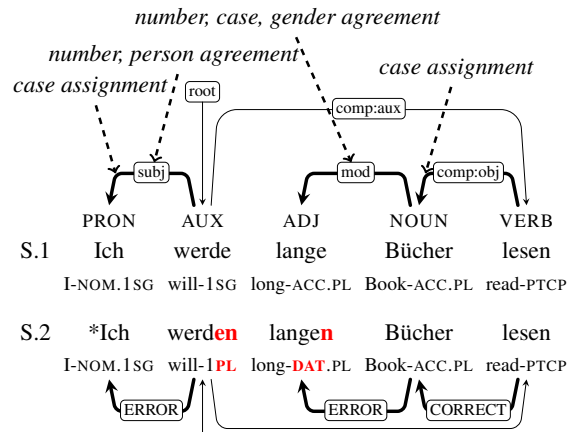 number, case, gender agreement
number, person agreement
case assignment
case assignment
root
comp:aux
subj
mod
comp:obj
PRON AUX ADJ NOUN VERB
S.1 Ich werde lange Bücher lesen
I-NOM.1SG will-1SG long-ACC.PL Book-ACC.PL read-PTCP
S.2 *Ich werden langen Bücher lesen
I-NOM.1SG will-1PL long-DAT.PL Book-ACC.PL read-PTCP
ERROR ERROR CORRECT